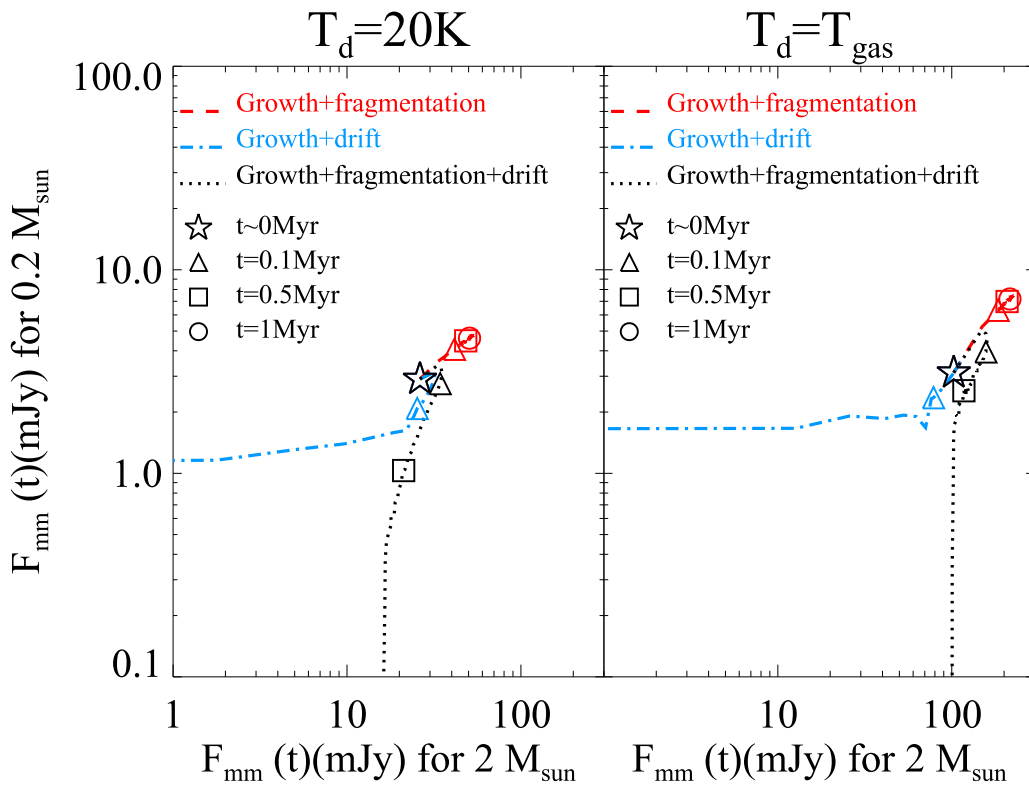 T_d=20K
T_d=T_gas
Growth+fragmentation
Growth+drift
Growth+fragmentation+drift
t~0Myr
t=0.1Myr
t=0.5Myr
t=1Myr
Growth+fragmentation
Growth+drift
Growth+fragmentation+drift
t~0Myr
t=0.1Myr
t=0.5Myr
t=1Myr
F_mm (t)(mJy) for 0.2 M_sun
100.0
10.0
1.0
0.1
1
10
100
10
100
F_mm (t)(mJy) for 2 M_sun
F_mm (t)(mJy) for 2 M_sun